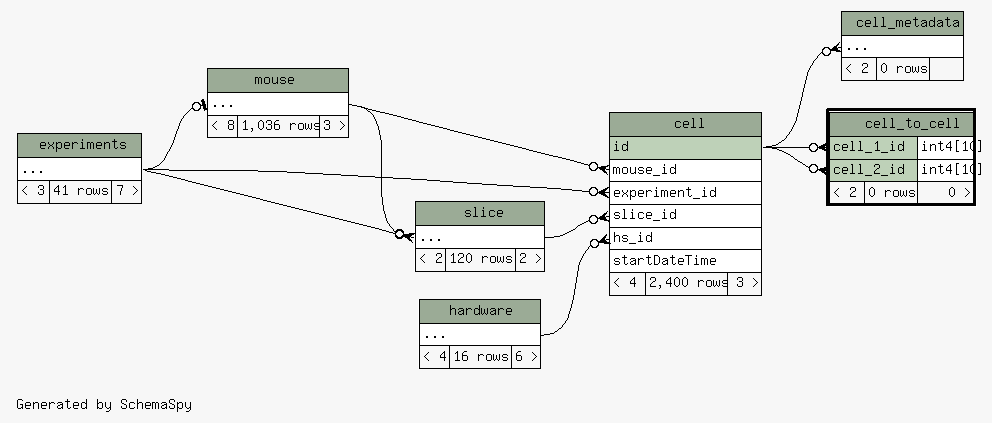 cell_metadata
...
< 2 0 rows
mouse
...
< 8 1,036 rows 3 >
experiments
...
< 3 41 rows 7 >
cell
id
mouse_id
experiment_id
slice_id
hs_id
startDateTime
< 4 2,400 rows 3 >
cell_to_cell
cell_1_id int4[10]
cell_2_id int4[10]
< 2 0 rows 0 >
slice
...
< 2 120 rows 2 >
hardware
...
< 4 16 rows 6 >
Generated by SchemaSpy